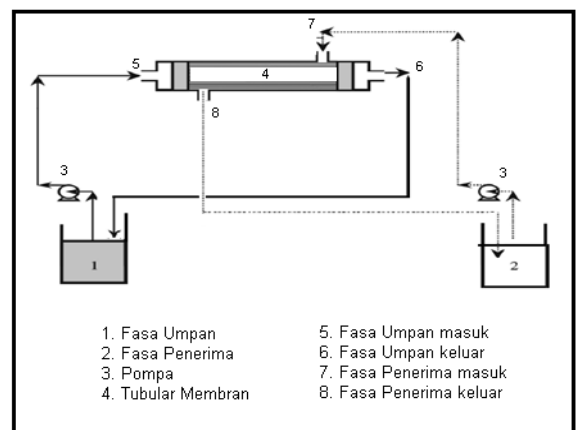 7
5
4
6
8
3
3
1
2
1. Fasa Umpan
2. Fasa Penerima
3. Pompa
4. Tubular Membran
5. Fasa Umpan masuk
6. Fasa Umpan keluar
7. Fasa Penerima masuk
8. Fasa Penerima keluar